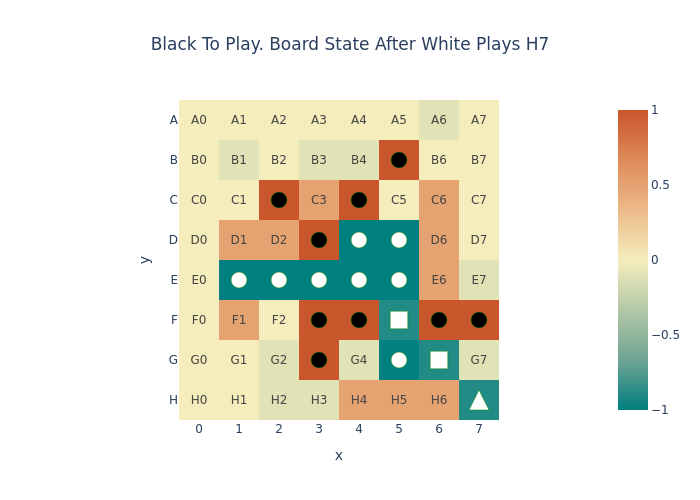 Black To Play. Board State After White Plays H7
A A0 A1 A2 A3 A4 A5 A6 A7
B B0 B1 B2 B3 B4 B6 B7
C C0 C1 C3 C5 C6 C7
D D0 D1 D2 D6 D7
E E0 E6 E7
F F0 F1 F2
G G0 G1 G2 G4 G7
H H0 H1 H2 H3 H4 H5 H6
0 1 2 3 4 5 6 7
x
y
1
0.5
0
−0.5
−1